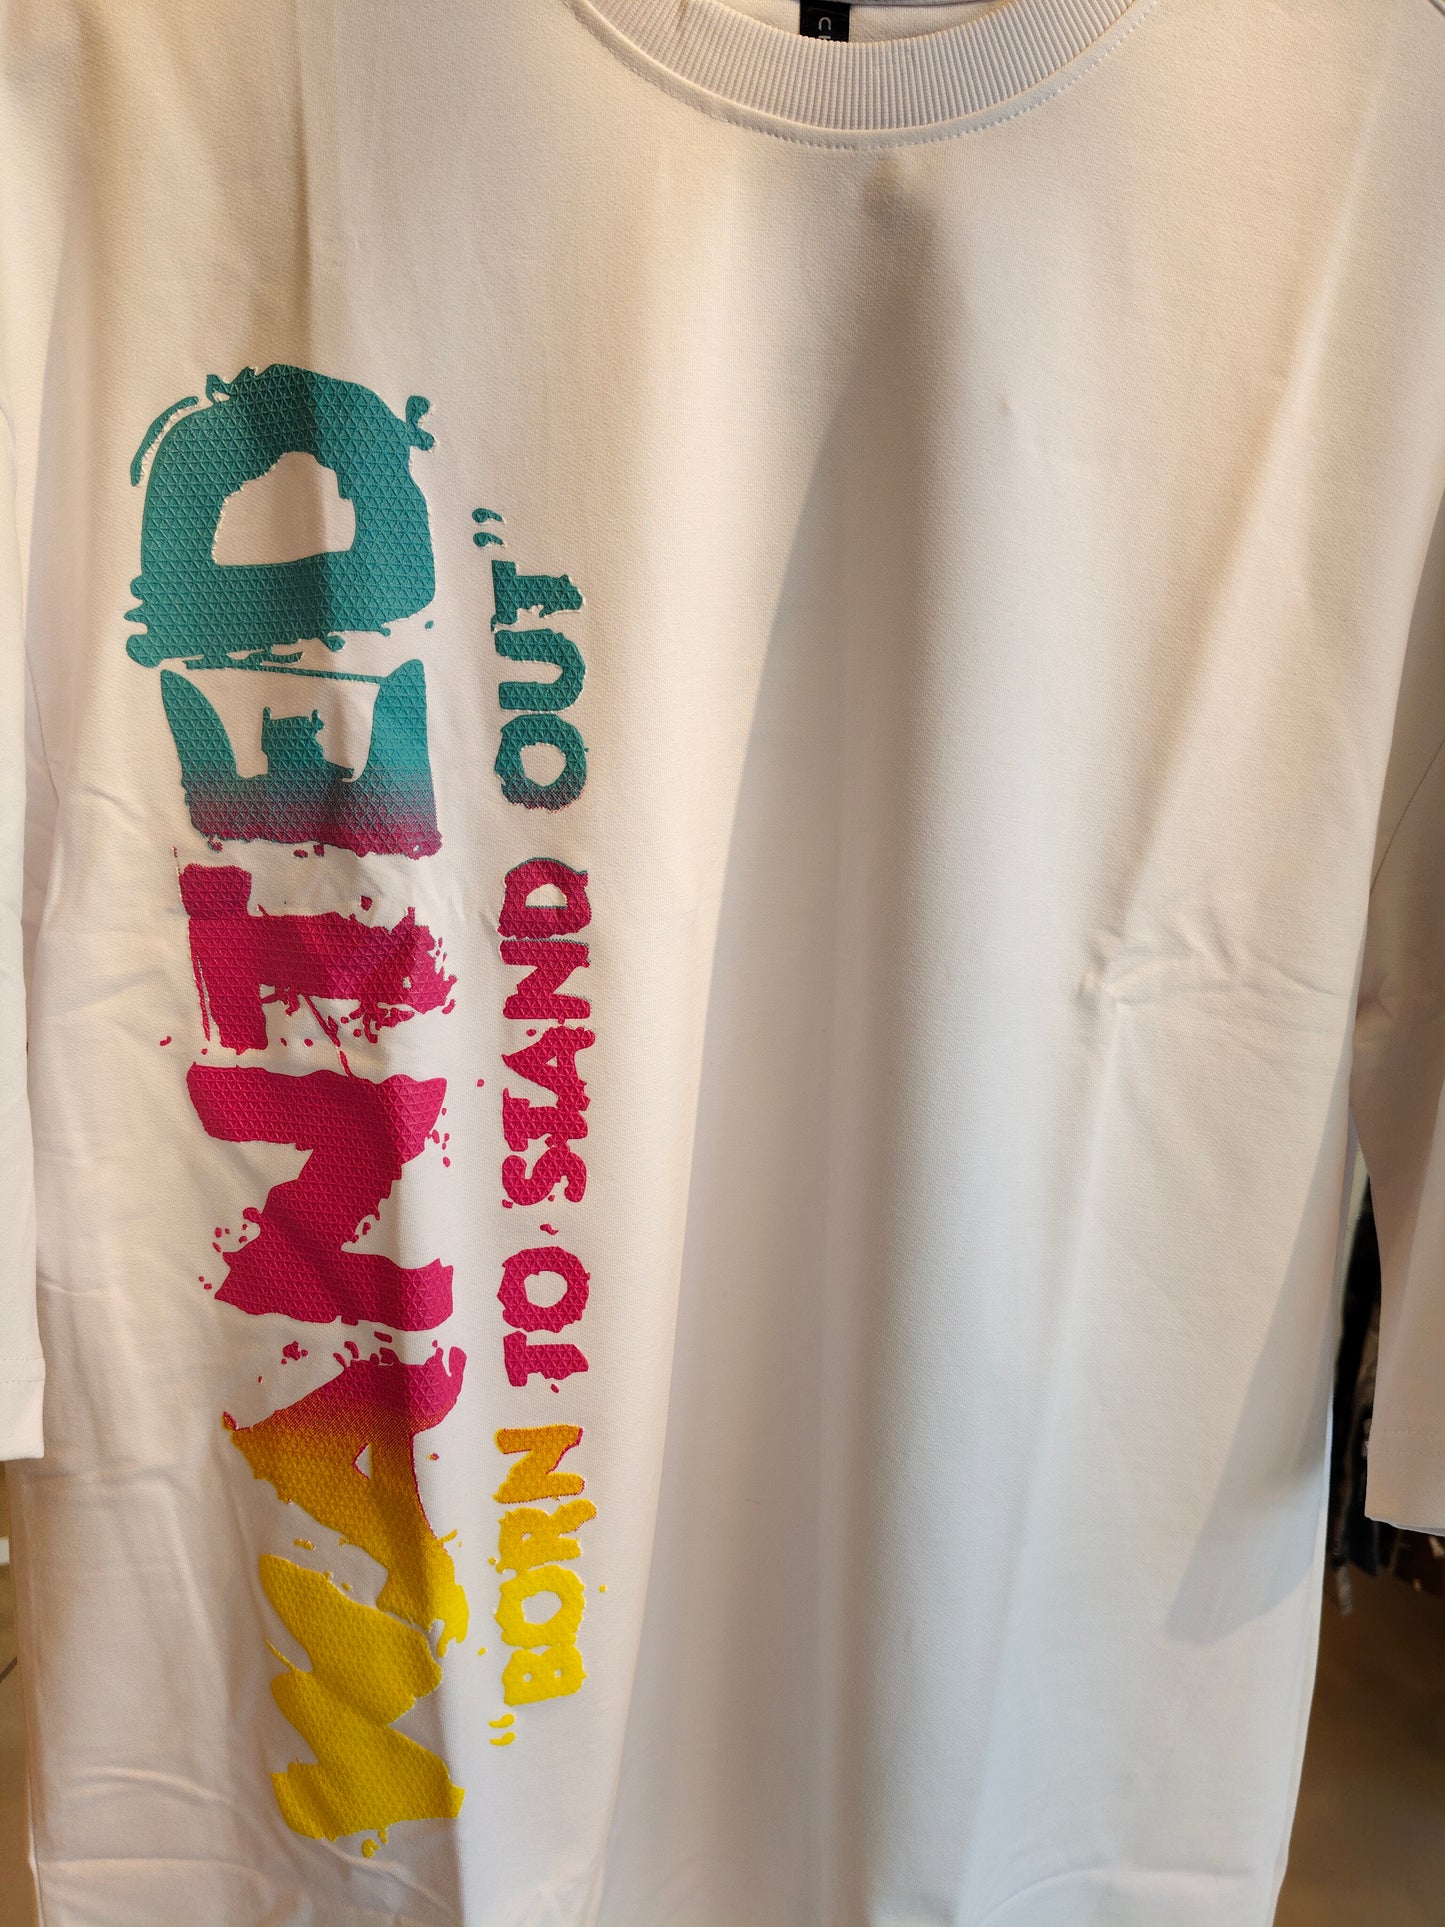 WANTED
“BORN TO STAND OUT”